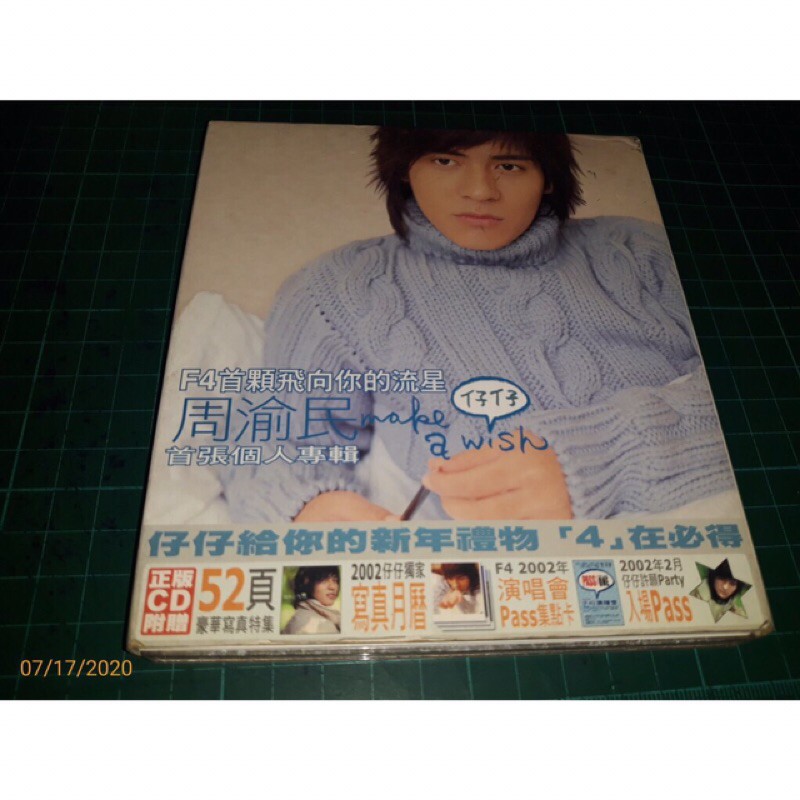 F4首顆飛向你的流星
周渝民 make a wish
仔仔
首張個人專輯
仔仔給你的新年禮物「4」在必得
正版CD附贈
52頁
豪華寫真特集
2002仔仔獨家
寫真月曆
F4 2002年
演唱會
Pass集點卡
2002年2月
仔仔許願Party
入場Pass
07/17/2020